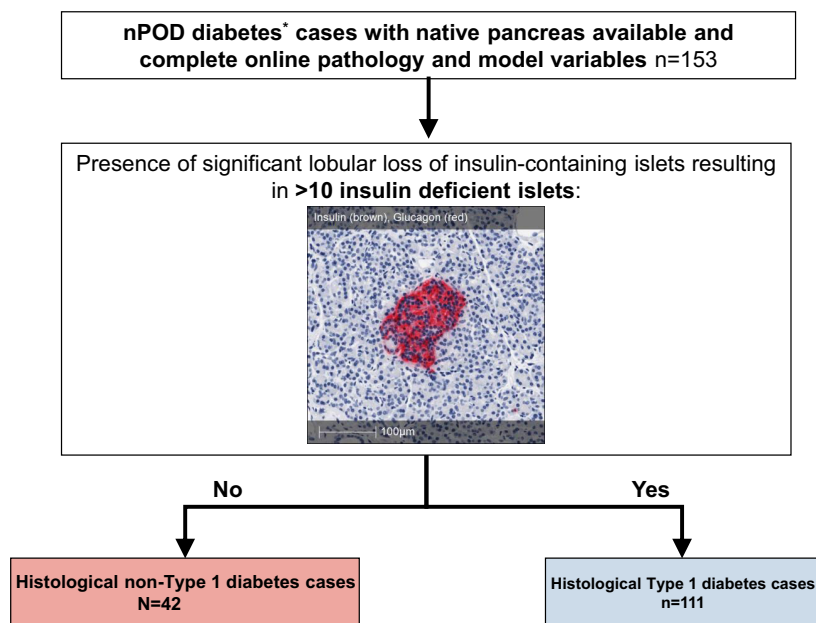 nPOD diabetes* cases with native pancreas available and
complete online pathology and model variables n=153
Presence of significant lobular loss of insulin-containing islets resulting
in >10 insulin deficient islets:
Insulin (brown), Glucagon (red)
100µm
No
Yes
Histological non-Type 1 diabetes cases
N=42
Histological Type 1 diabetes cases
n=111